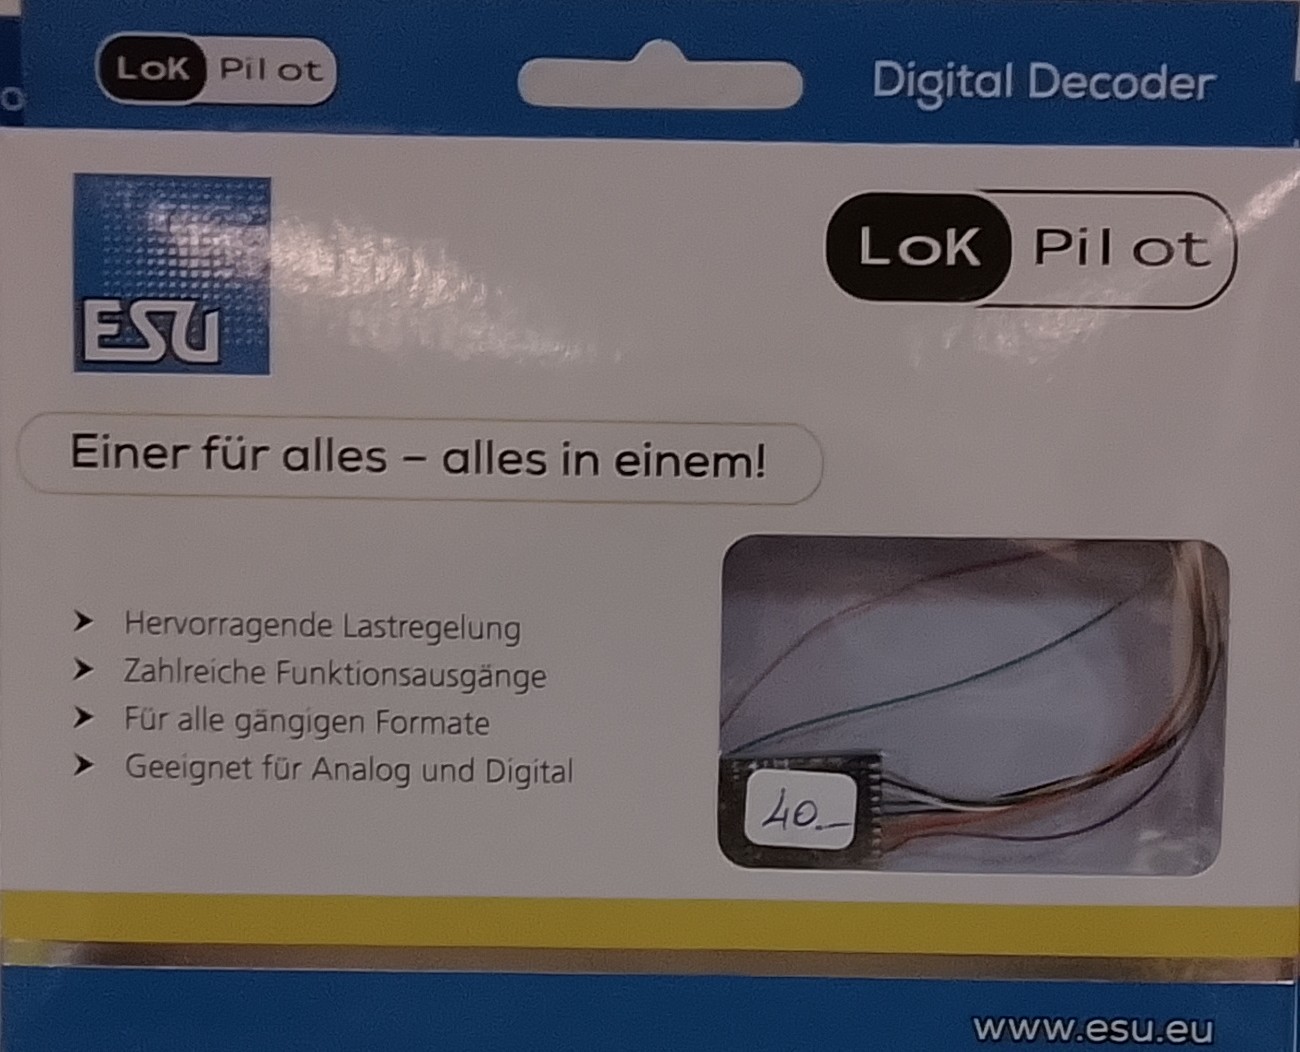 LoK Pilot
Digital Decoder
o
ESU
LoK Pilot
Einer für alles – alles in einem!
Hervorragende Lastregelung
Zahlreiche Funktionsausgänge
Für alle gängigen Formate
Geeignet für Analog und Digital
40.–
www.esu.eu